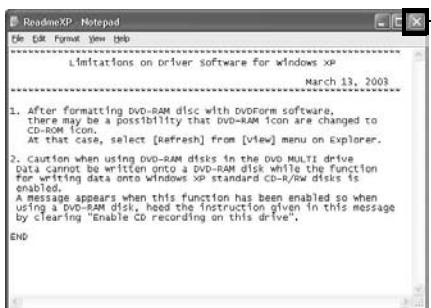 ReadmeXP - Notepad
File Edit Format View Help
Limitations on Driver Software for Windows XP
March 13, 2003
1. After formatting DVD-RAM disc with DVDForm software,
there may be a possibility that DVD-RAM icon are changed to
CD-ROM icon.
At that case, select [Refresh] from [View] menu on Explorer.
2. Caution when using DVD-RAM disks in the DVD MULTI drive
Data cannot be written onto a DVD-RAM disk while the function
for writing data onto Windows XP standard CD-R/RW disks is
enabled.
A message appears when this function has been enabled so when
using a DVD-RAM disk, heed the instruction given in this message
by clearing "Enable CD recording on this drive".
END